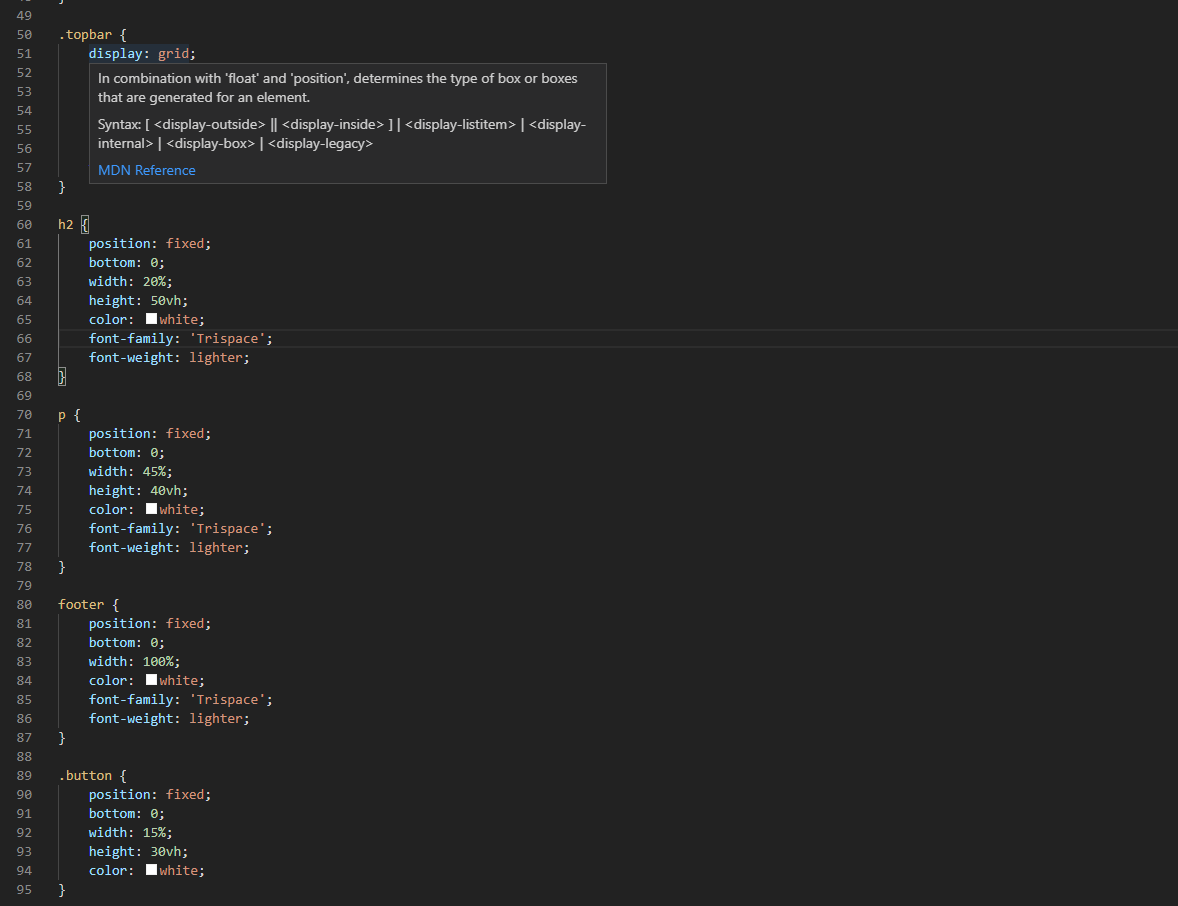 49
50 .topbar {
51 display: grid;
52 In combination with 'float' and 'position', determines the type of box or boxes
53 that are generated for an element.
54
55 Syntax: [ <display-outside> || <display-inside> ] | <display-listitem> | <display-
56 internal> | <display-box> | <display-legacy>
57 MDN Reference
58 }
59
60 h2 {
61 position: fixed;
62 bottom: 0;
63 width: 20%;
64 height: 50vh;
65 color: white;
66 font-family: 'Trispace';
67 font-weight: lighter;
68 }
69
70 p {
71 position: fixed;
72 bottom: 0;
73 width: 45%;
74 height: 40vh;
75 color: white;
76 font-family: 'Trispace';
77 font-weight: lighter;
78 }
79
80 footer {
81 position: fixed;
82 bottom: 0;
83 width: 100%;
84 color: white;
85 font-family: 'Trispace';
86 font-weight: lighter;
87 }
88
89 .button {
90 position: fixed;
91 bottom: 0;
92 width: 15%;
93 height: 30vh;
94 color: white;
95 }